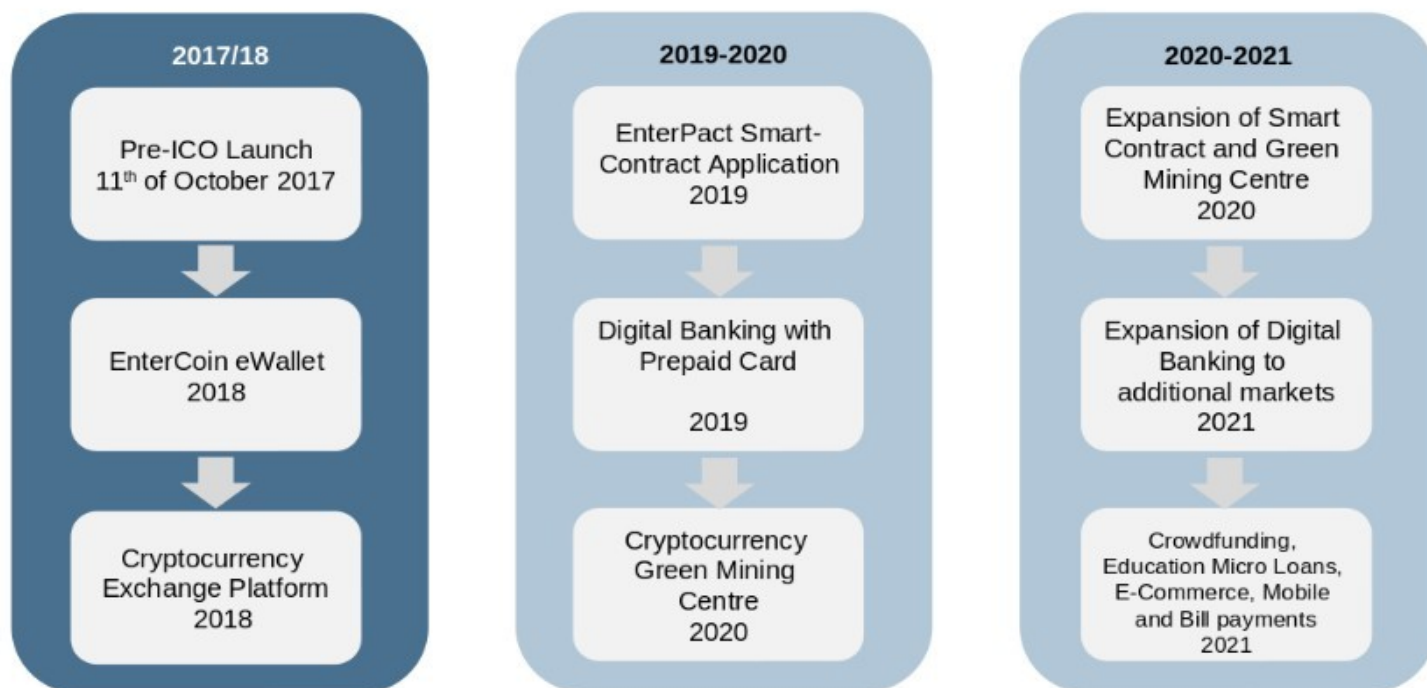 2017/18
Pre-ICO Launch
11th of October 2017
EnterCoin eWallet
2018
Cryptocurrency
Exchange Platform
2018
2019-2020
EnterPact Smart-
Contract Application
2019
Digital Banking with
Prepaid Card
2019
Cryptocurrency
Green Mining
Centre
2020
2020-2021
Expansion of Smart
Contract and Green
Mining Centre
2020
Expansion of Digital
Banking to
additional markets
2021
Crowdfunding,
Education Micro Loans,
E-Commerce, Mobile
and Bill payments
2021